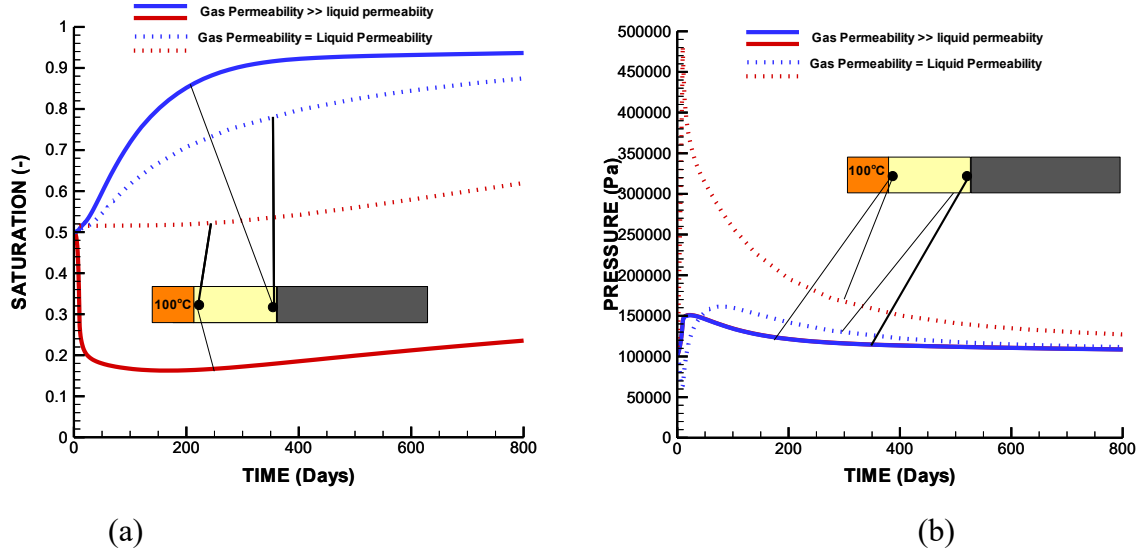 Gas Permeability >> liquid permeabiity
Gas Permeability = Liquid Permeability
1
0.9
0.8
0.7
0.6
0.5
0.4
0.3
0.2
0.1
0
SATURATION (-)
100°C
0 200 400 600 800
TIME (Days)
(a)
Gas Permeability >> liquid permeabiity
Gas Permeability = Liquid Permeability
500000
450000
400000
350000
300000
250000
200000
150000
100000
50000
0
PRESSURE (Pa)
100°C
0 200 400 600 800
TIME (Days)
(b)